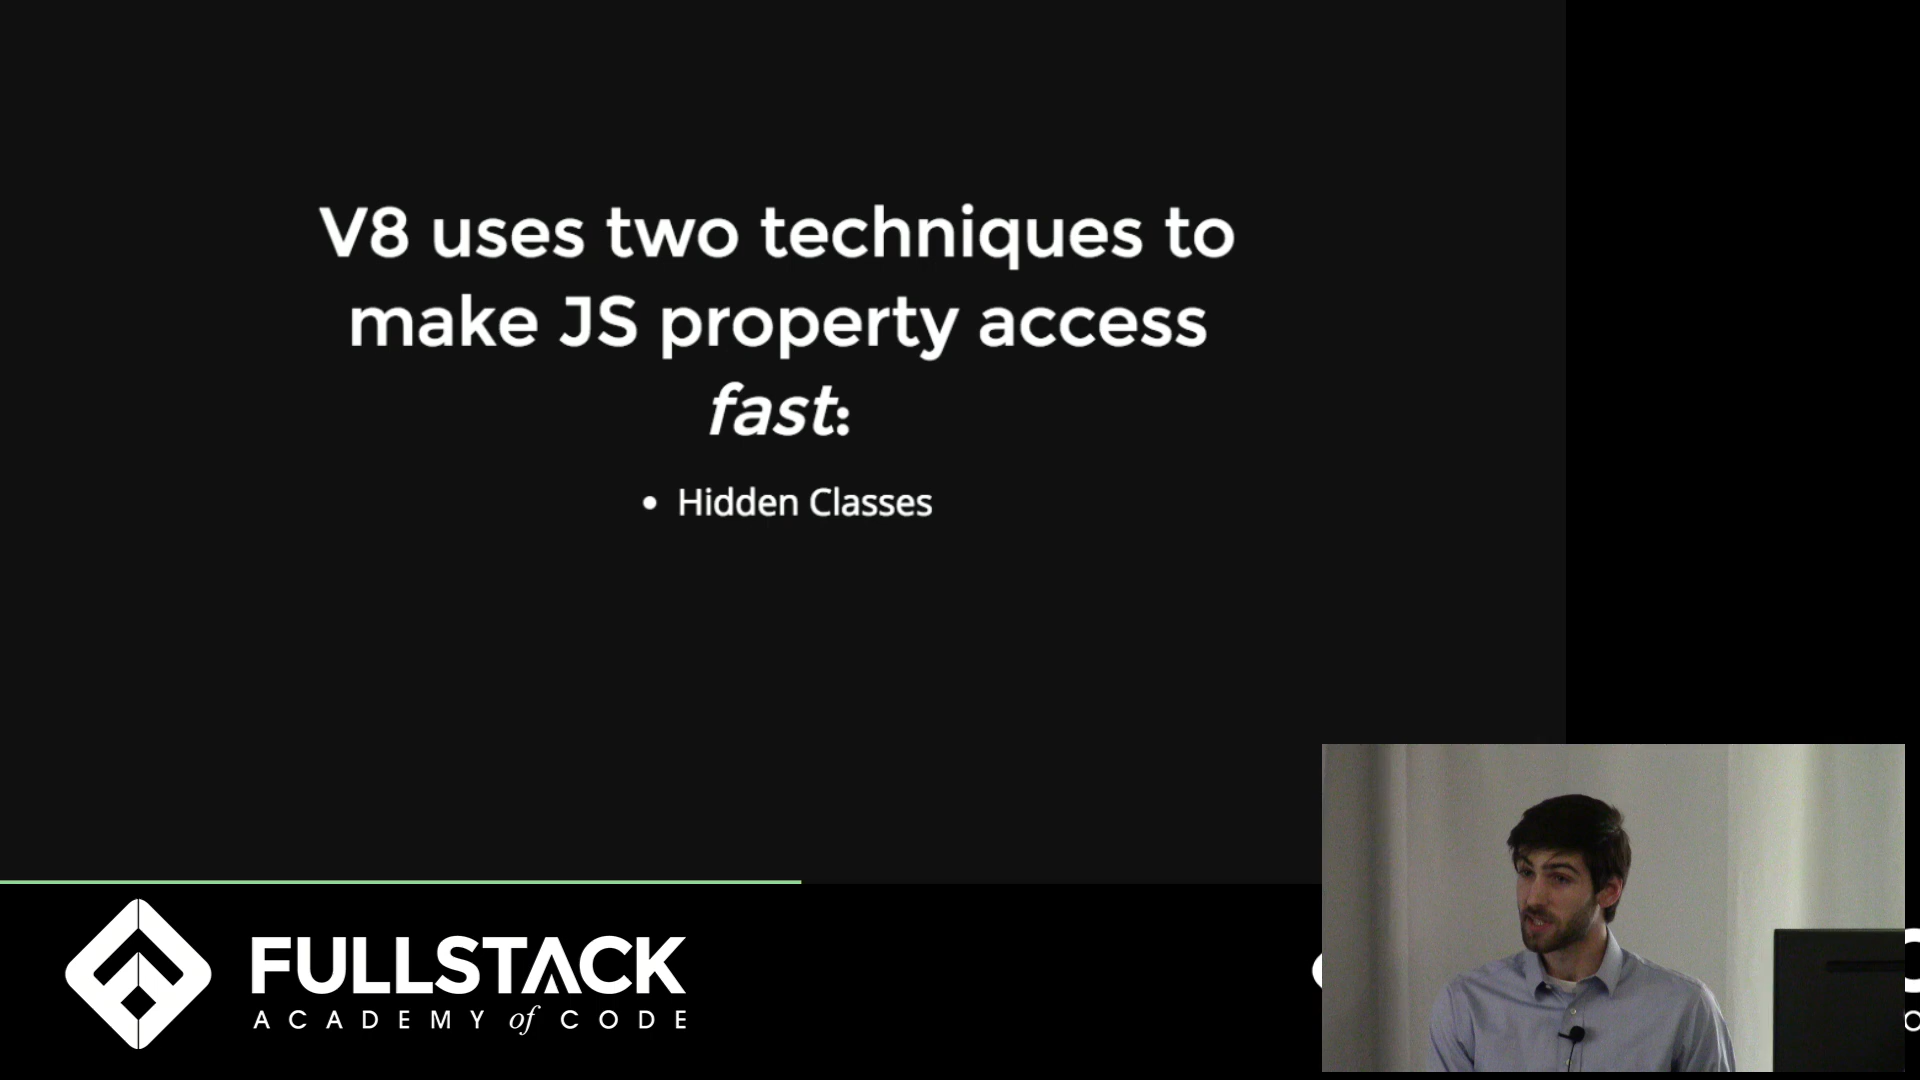 V8 uses two techniques to
make JS property access
fast:
• Hidden Classes
FULLSTACK
ACADEMY of CODE